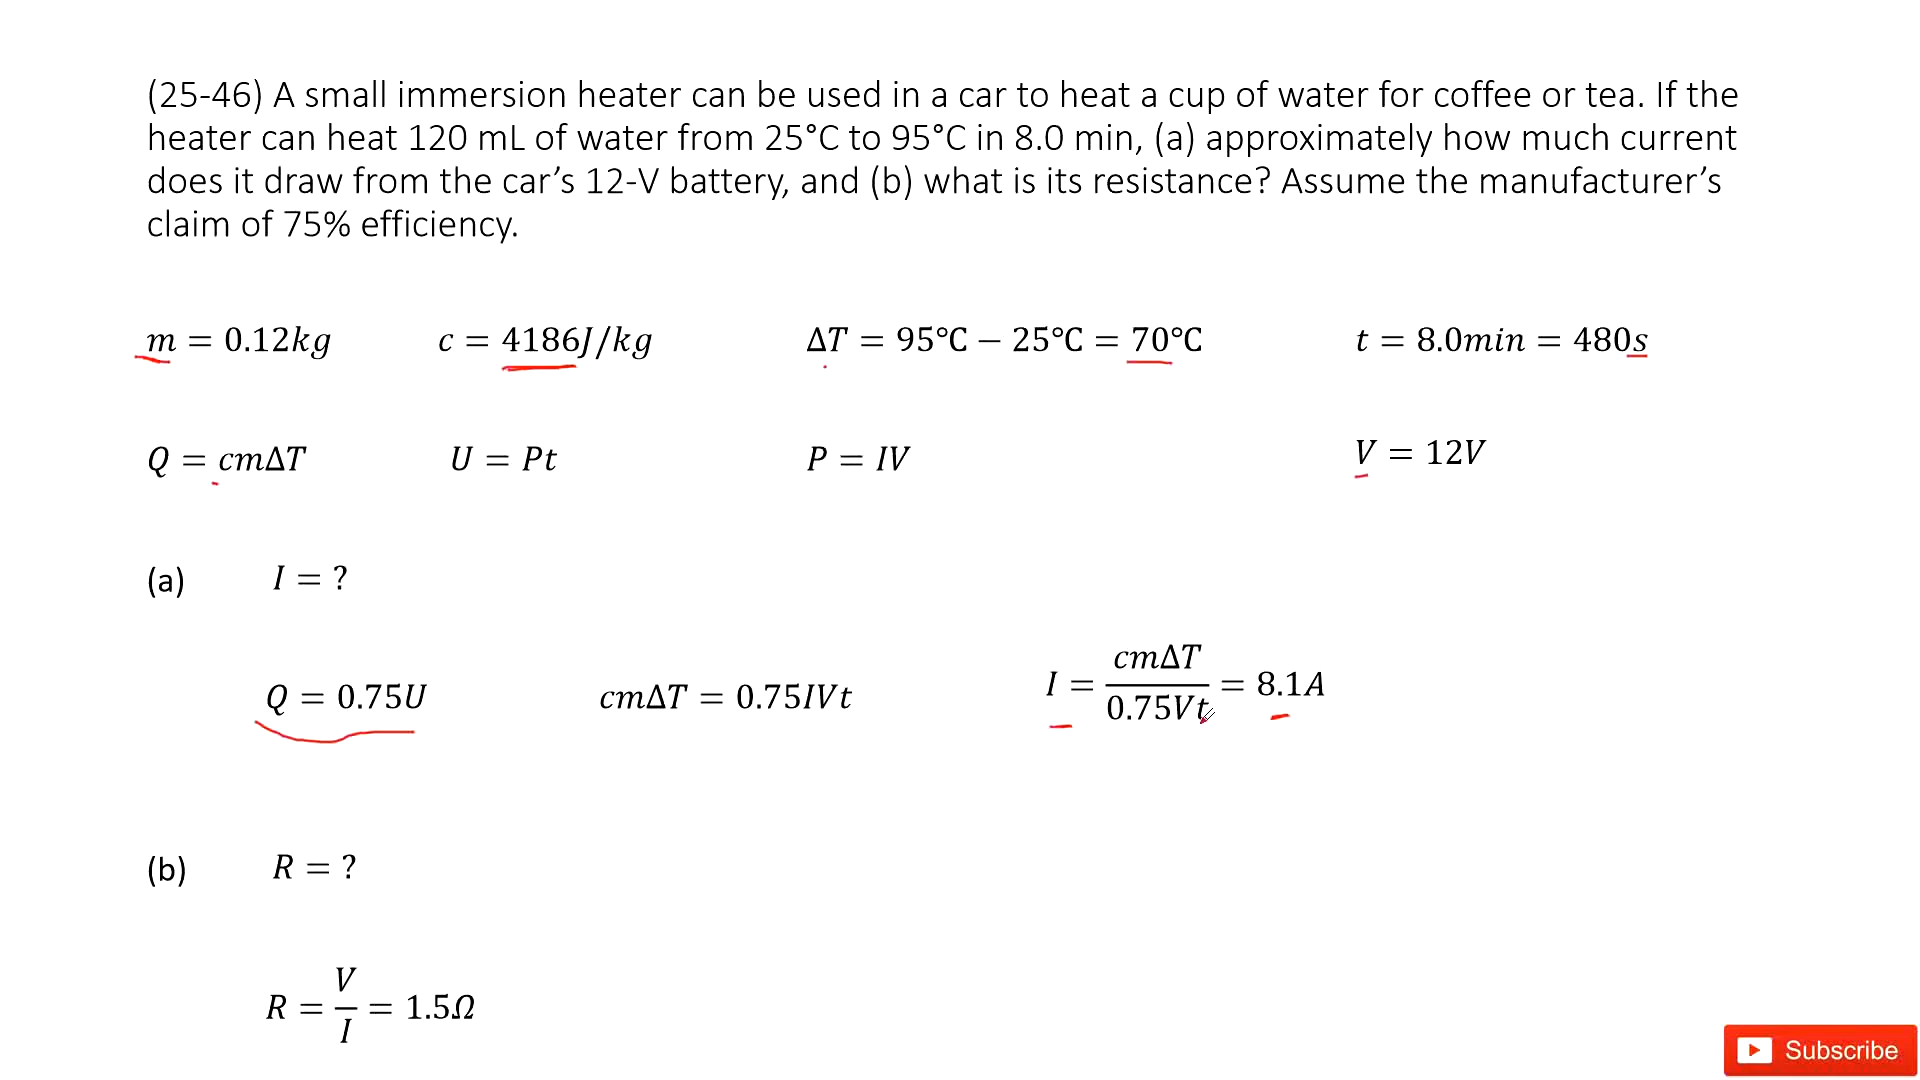 (25-46) A small immersion heater can be used in a car to heat a cup of water for coffee or tea. If the
heater can heat 120 mL of water from 25°C to 95°C in 8.0 min, (a) approximately how much current
does it draw from the car’s 12-V battery, and (b) what is its resistance? Assume the manufacturer’s
claim of 75% efficiency.
m = 0.12kg c = 4186J/kg ΔT = 95°C − 25°C = 70°C t = 8.0min = 480s
Q = cmΔT U = Pt P = IV V = 12V
(a) I = ?
Q = 0.75U cmΔT = 0.75IVt I = cmΔT / 0.75Vt = 8.1A
(b) R = ?
R = V / I = 1.5Ω
Subscribe